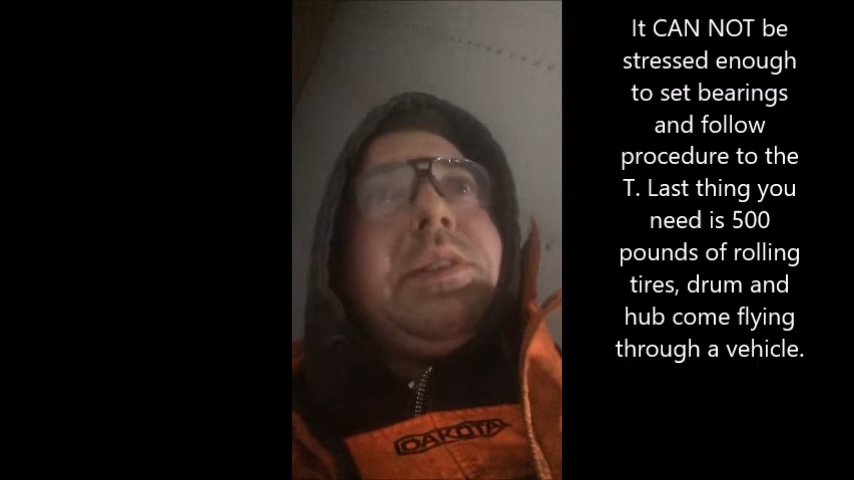 It CAN NOT be
stressed enough
to set bearings
and follow
procedure to the
T. Last thing you
need is 500
pounds of rolling
tires, drum and
hub come flying
through a vehicle.
DAKOTA